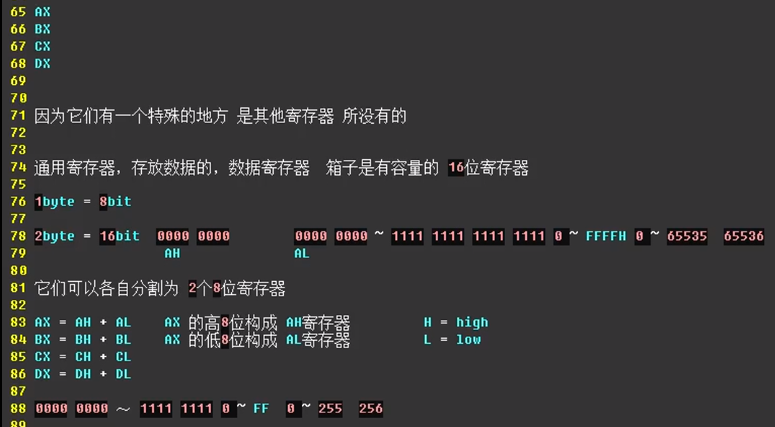 65 AX
66 BX
67 CX
68 DX
69
70
71 因为它们有一个特殊的地方 是其他寄存器 所没有的
72
73
74 通用寄存器，存放数据的，数据寄存器 箱子是有容量的 16位寄存器
75
76 1byte = 8bit
77
78 2byte = 16bit 0000 0000 0000 0000 ~ 1111 1111 1111 1111 0 ~ FFFFH 0 ~ 65535 65536
79 AH AL
80
81 它们可以各自分割为 2个8位寄存器
82
83 AX = AH + AL AX 的高8位构成 AH寄存器 H = high
84 BX = BH + BL AX 的低8位构成 AL寄存器 L = low
85 CX = CH + CL
86 DX = DH + DL
87
88 0000 0000 ～ 1111 1111 0 ~ FF 0 ~ 255 256
89